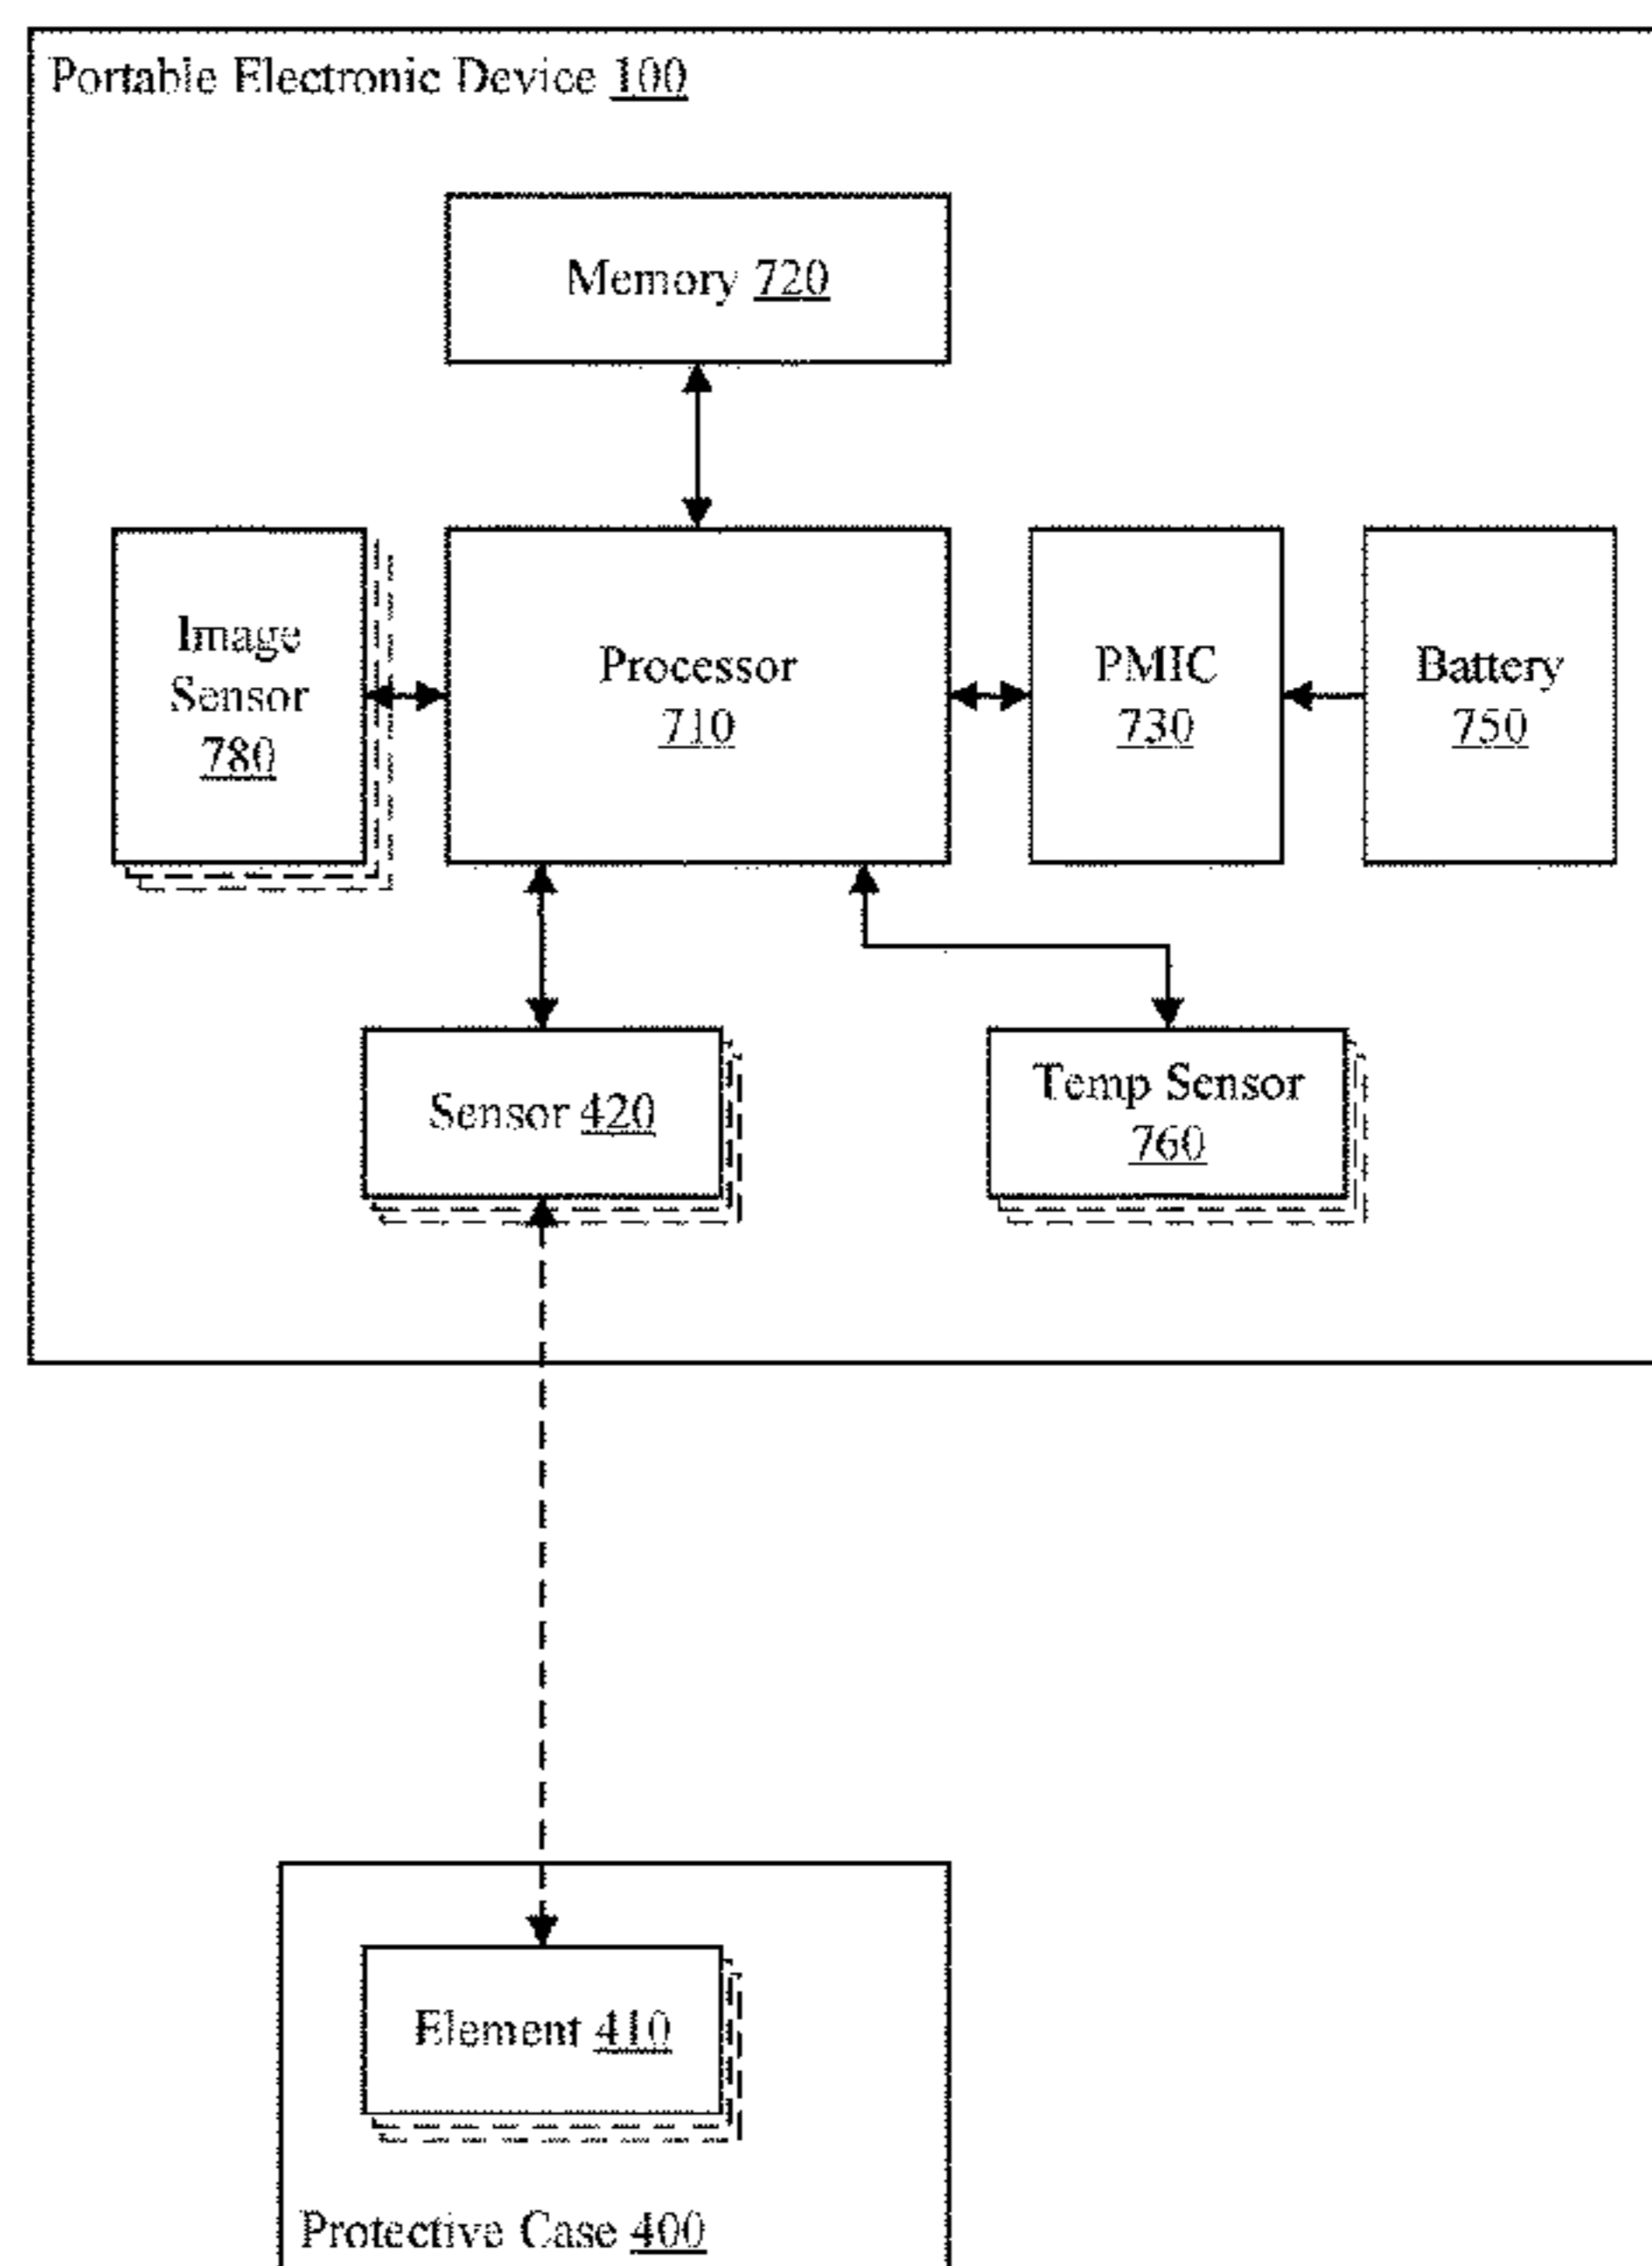 Portable Electronic Device 100
Memory 720
Image
Sensor
780
Processor
710
PMIC
730
Battery
750
Sensor 420
Temp Sensor
760
Element 410
Protective Case 400